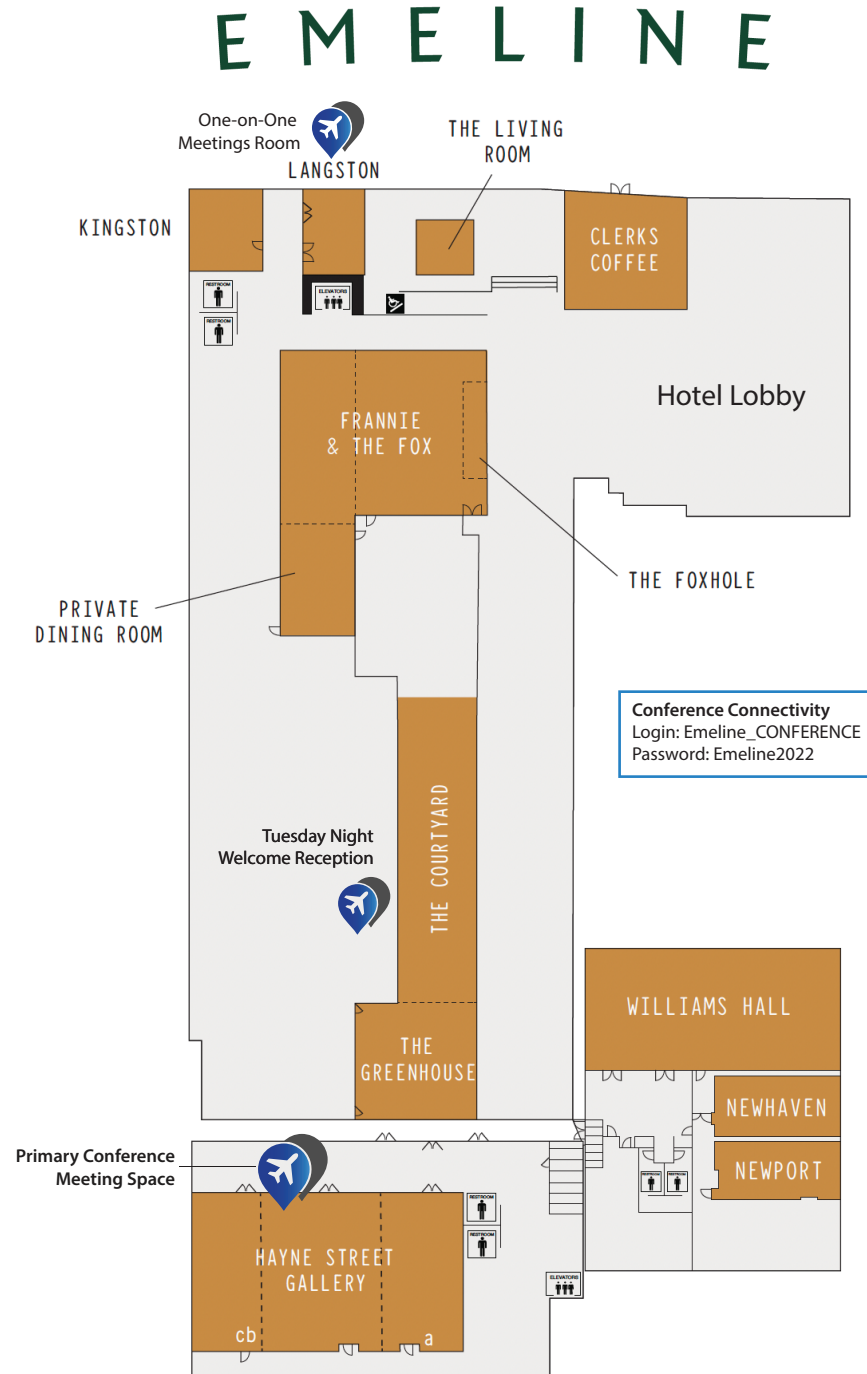 EMELINE
One-on-One
Meetings Room
LANGSTON
THE LIVING
ROOM
KINGSTON
CLERKS
COFFEE
RESTROOM
RESTROOM
ELEVATORS
Hotel Lobby
FRANNIE
& THE FOX
THE FOXHOLE
PRIVATE
DINING ROOM
Conference Connectivity
Login: Emeline_CONFERENCE
Password: Emeline2022
THE COURTYARD
Tuesday Night
Welcome Reception
WILLIAMS HALL
THE
GREENHOUSE
NEWHAVEN
NEWPORT
RESTROOM
RESTROOM
Primary Conference
Meeting Space
RESTROOM
RESTROOM
HAYNE STREET
GALLERY
ELEVATORS
cb
a